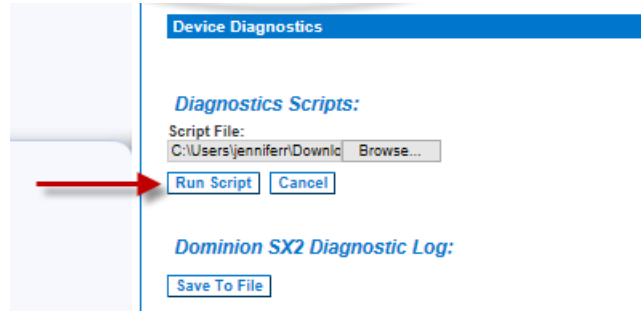 Device Diagnostics
Diagnostics Scripts:
Script File:
C:\Users\jenniferr\Downlc Browse...
Run Script Cancel
Dominion SX2 Diagnostic Log:
Save To File